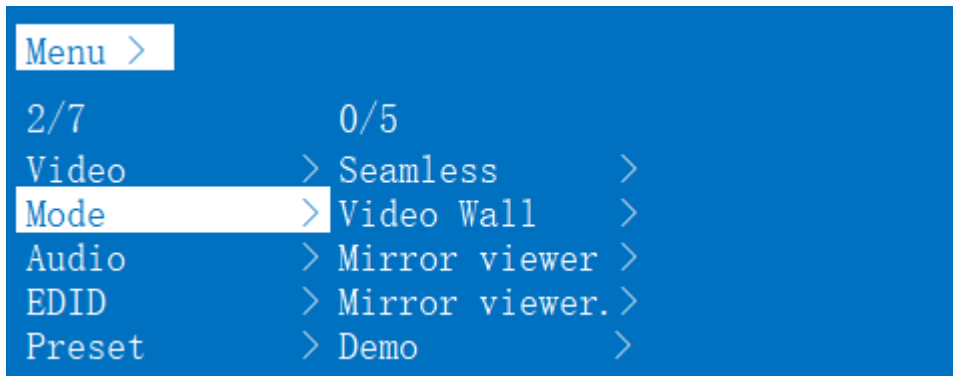 Menu >
2/7 0/5
Video > Seamless >
Mode > Video Wall >
Audio > Mirror viewer >
EDID > Mirror viewer. >
Preset > Demo >